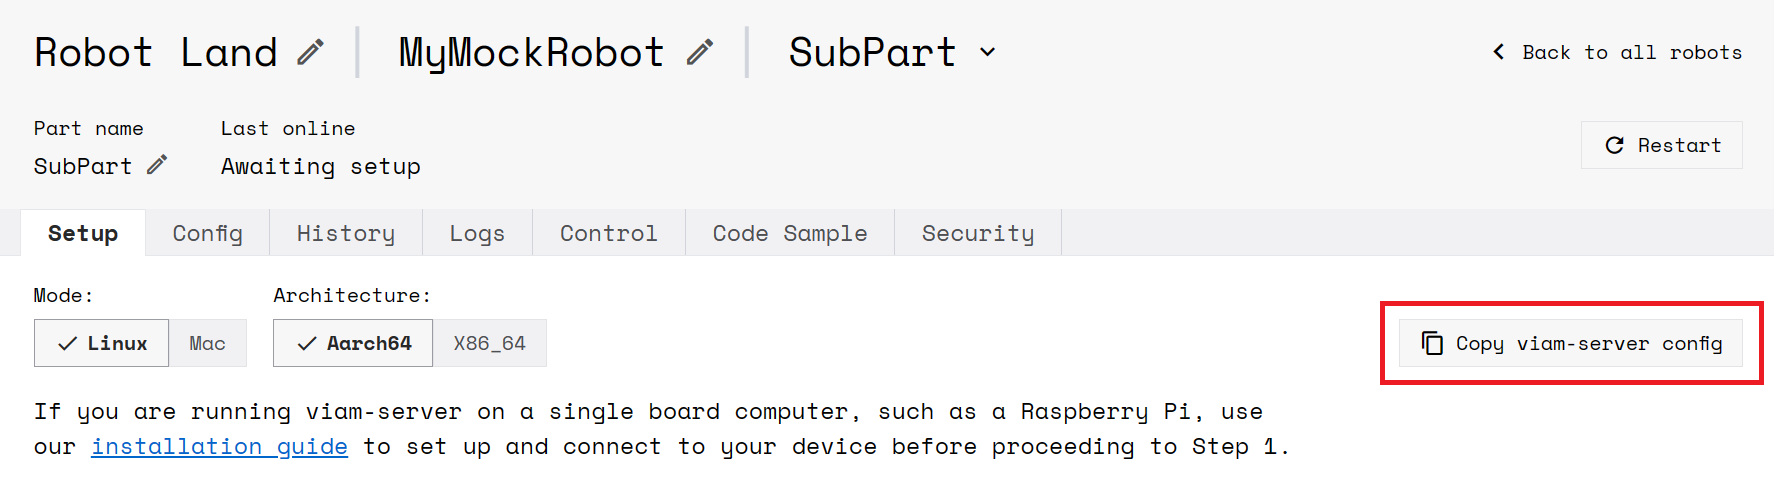 Robot Land MyMockRobot SubPart
Back to all robots
Part name Last online
SubPart Awaiting setup
Restart
Setup Config History Logs Control Code Sample Security
Mode: Architecture:
Linux Mac Aarch64 X86_64
Copy viam-server config
If you are running viam-server on a single board computer, such as a Raspberry Pi, use
our installation guide to set up and connect to your device before proceeding to Step 1.